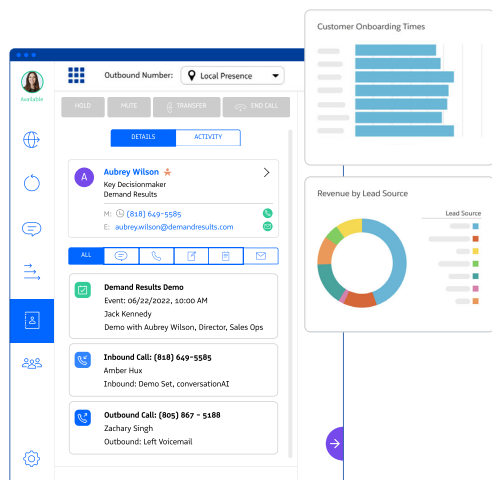 Customer Onboarding Times
Outbound Number:
Local Presence
Available
HOLD
MUTE
TRANSFER
END CALL
DETAILS
ACTIVITY
A
Aubrey Wilson
Key Decisionmaker
Demand Results
M: (818) 649-5585
E: aubrey.wilson@demandresults.com
Revenue by Lead Source
Lead Source
ALL
Demand Results Demo
Event: 06/22/2022, 10:00 AM
Jack Kennedy
Demo with Aubrey Wilson, Director, Sales Ops
Inbound Call: (818) 649-5585
Amber Hux
Inbound: Demo Set, conversationAI
Outbound Call: (805) 867 - 5188
Zachary Singh
Outbound: Left Voicemail